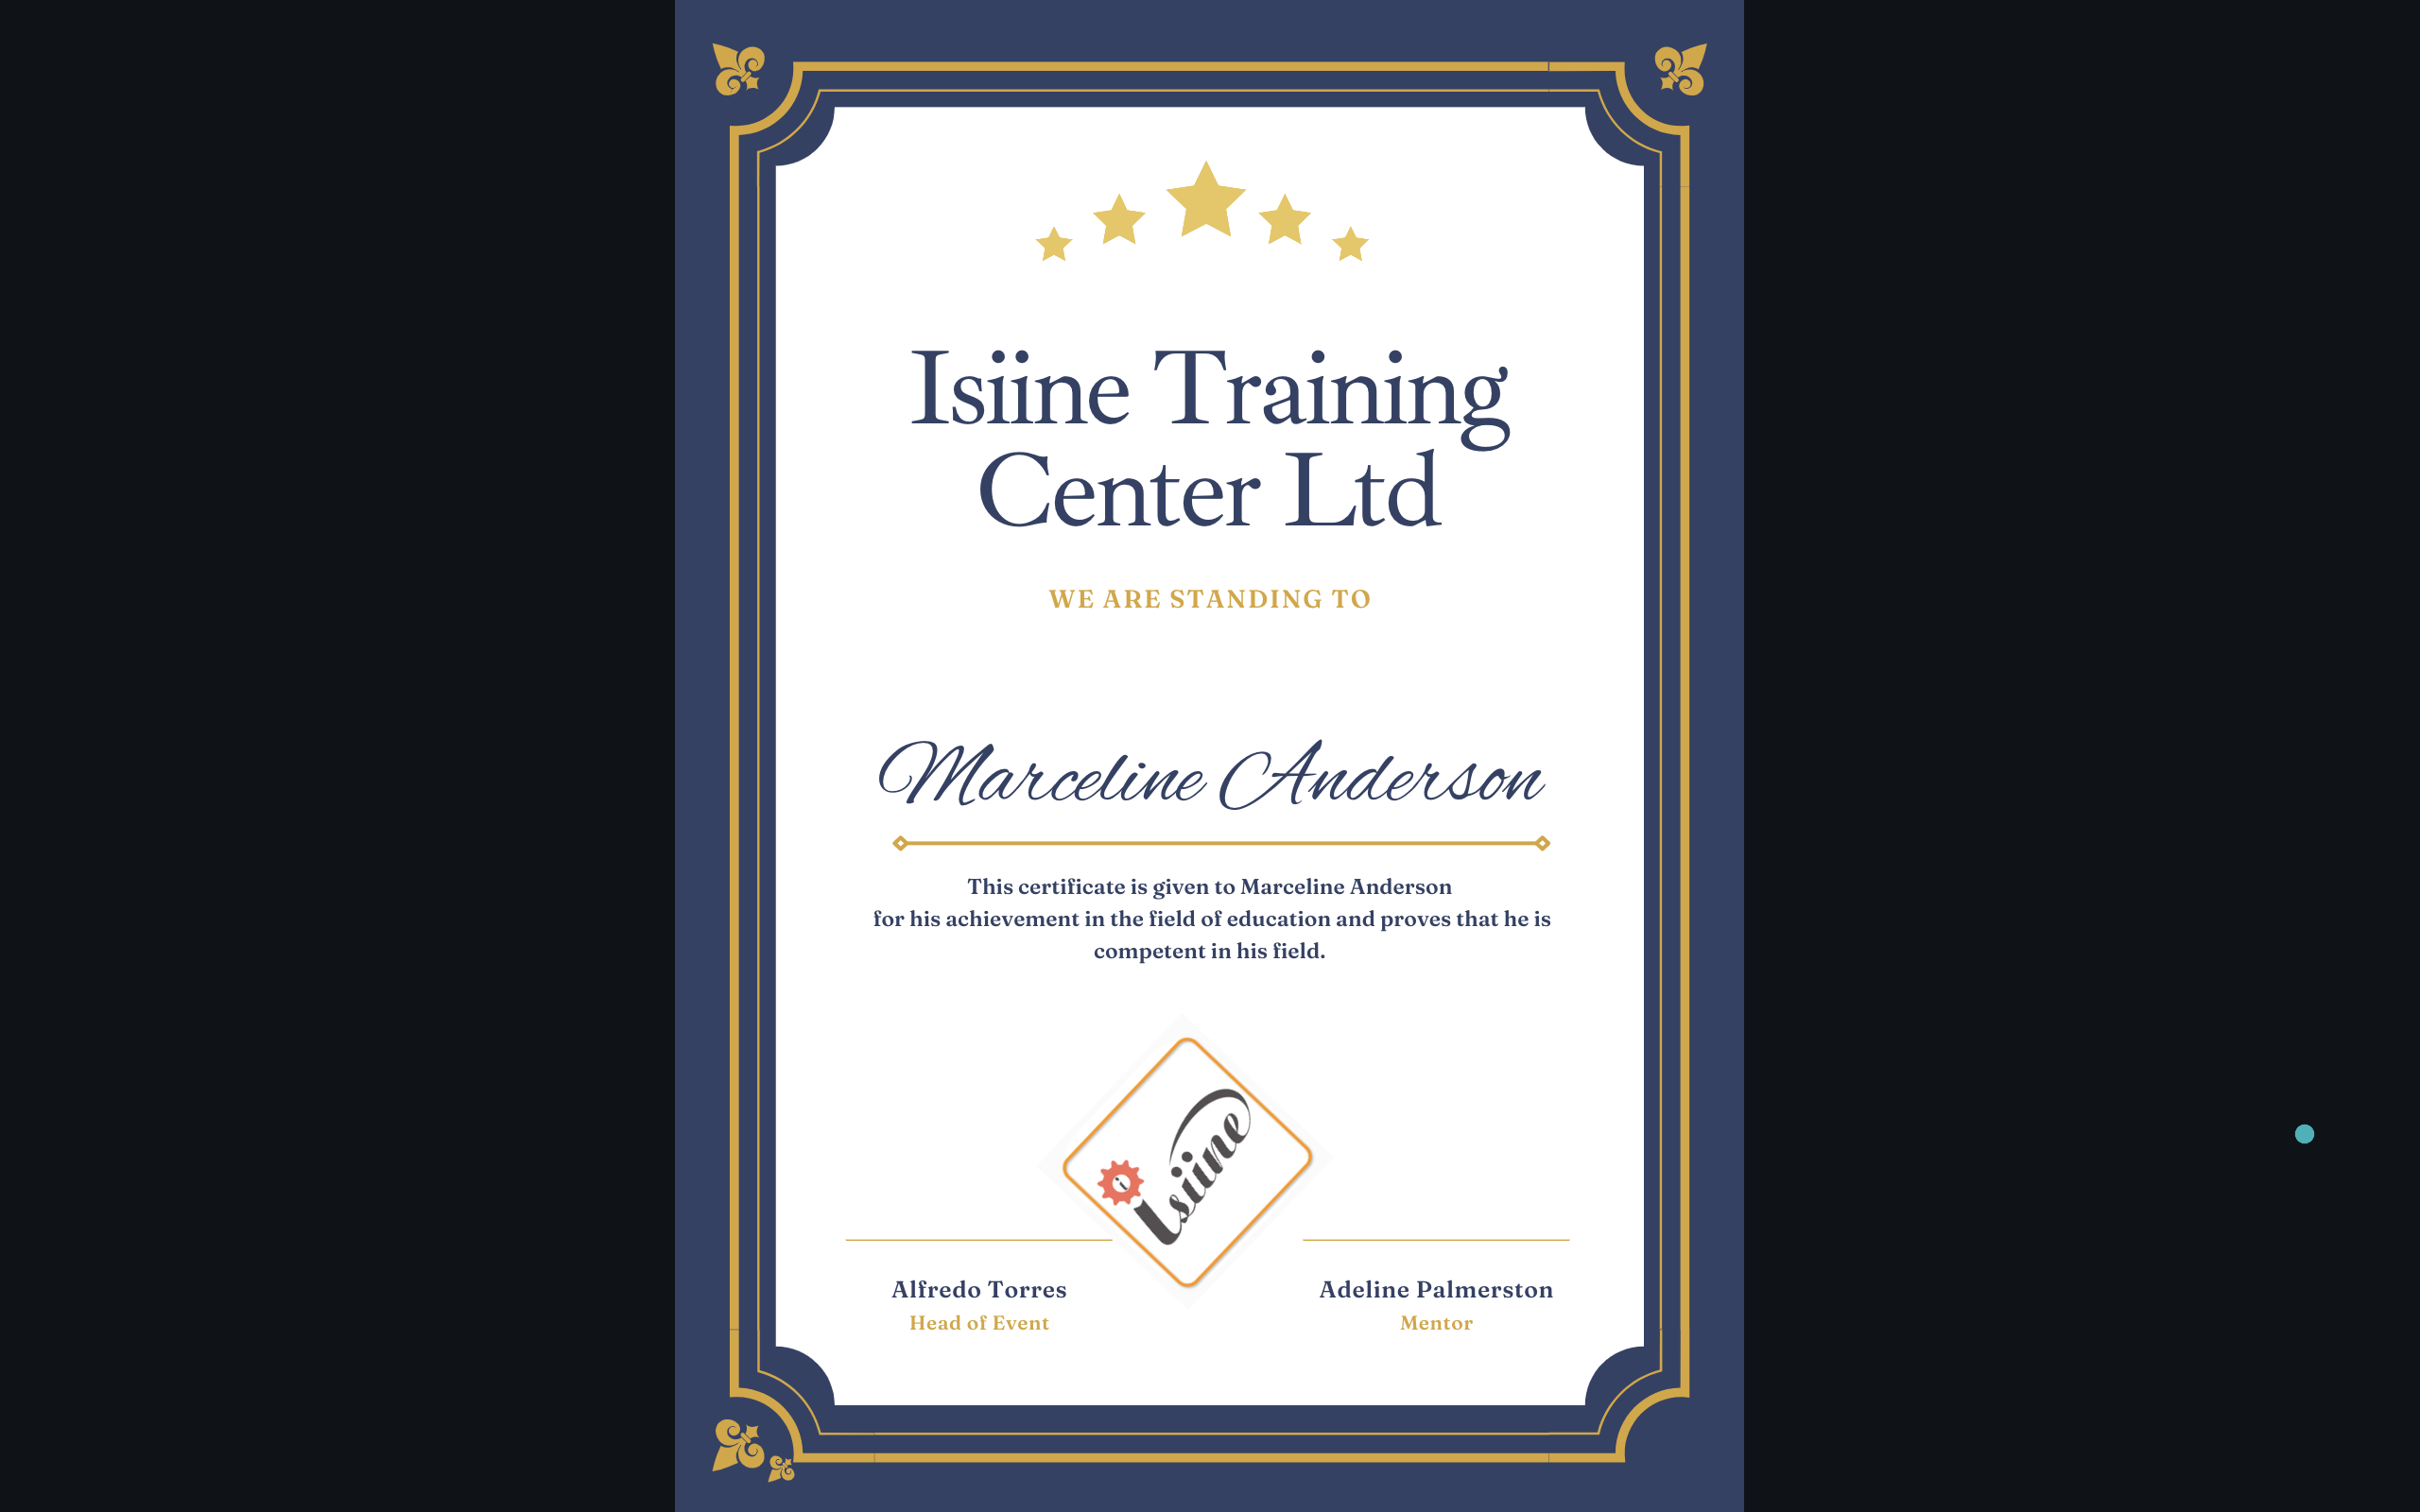 Isiine Training
Center Ltd
WE ARE STANDING TO
Marceline Anderson
This certificate is given to Marceline Anderson
for his achievement in the field of education and proves that he is
competent in his field.
Isiine
Alfredo Torres
Head of Event
Adeline Palmerston
Mentor